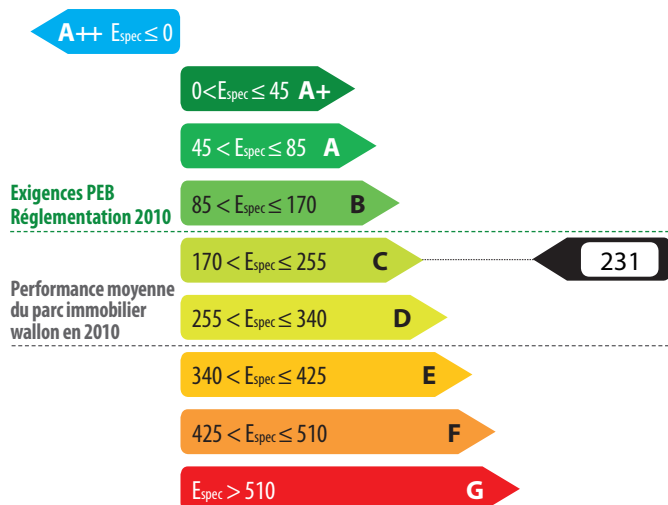 A++ Espec ≤ 0
0<Espec ≤ 45 A+
45 < Espec ≤ 85 A
Exigences PEB
Réglementation 2010
85 < Espec ≤ 170 B
170 < Espec ≤ 255 C
231
Performance moyenne
du parc immobilier
wallon en 2010
255 < Espec ≤ 340 D
340 < Espec ≤ 425 E
425 < Espec ≤ 510 F
Espec > 510 G